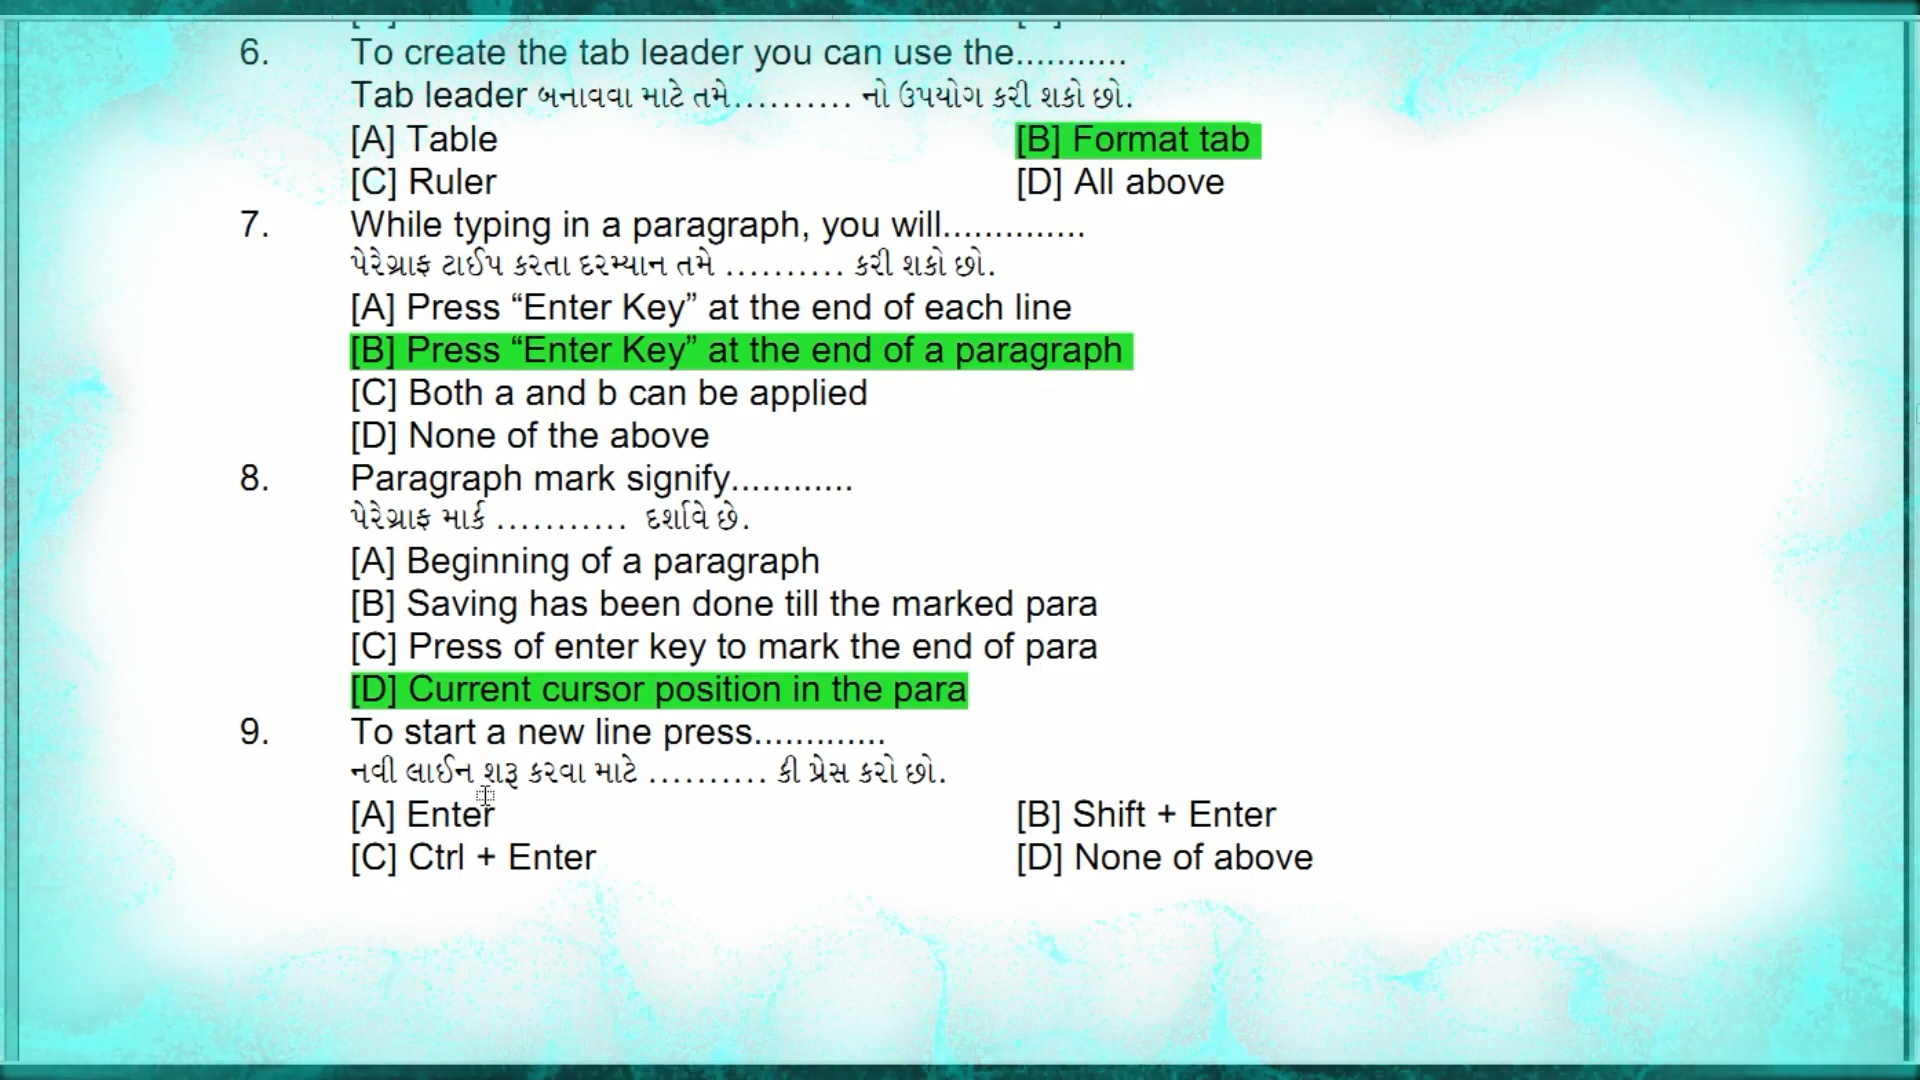 6. To create the tab leader you can use the...........
Tab leader બનાવવા માટે તમે.......... નો ઉપયોગ કરી શકો છો.
[A] Table [B] Format tab
[C] Ruler [D] All above
7. While typing in a paragraph, you will..............
પેરેગ્રાફ ટાઈપ કરતા દરમ્યાન તમે .......... કરી શકો છો.
[A] Press “Enter Key” at the end of each line
[B] Press “Enter Key” at the end of a paragraph
[C] Both a and b can be applied
[D] None of the above
8. Paragraph mark signify............
પેરેગ્રાફ માર્ક ........... દર્શાવે છે.
[A] Beginning of a paragraph
[B] Saving has been done till the marked para
[C] Press of enter key to mark the end of para
[D] Current cursor position in the para
9. To start a new line press.............
નવી લાઈન શરૂ કરવા માટે .......... કી પ્રેસ કરો છો.
[A] Enter [B] Shift + Enter
[C] Ctrl + Enter [D] None of above